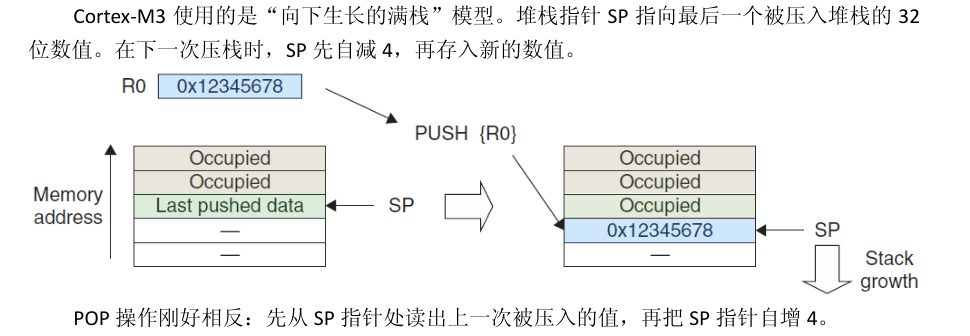 Cortex-M3 使用的是“向下生长的满栈”模型。堆栈指针 SP 指向最后一个被压入堆栈的 32
位数值。在下一次压栈时，SP 先自减 4，再存入新的数值。
R0 0x12345678
PUSH {R0}
Occupied
Occupied
Last pushed data
—
—
Memory
address
SP
Occupied
Occupied
Occupied
0x12345678
—
SP
Stack
growth
POP 操作刚好相反：先从 SP 指针处读出上一次被压入的值，再把 SP 指针自增 4。